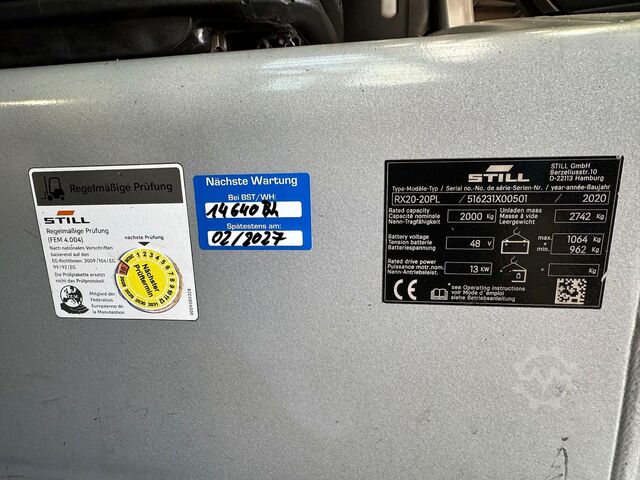 Regelmäßige Prüfung
STILL
Regelmäßige Prüfung
(FEM 4.004)
Nach nationalen Vorschriften
basierend auf den
EG Richtlinien: 2009/104/EG
99/92/EG
Die Prüfplakette ersetzt
nicht das Prüfprotokoll.
Mitglied der:
Föderation
Européenne de
la Manutention
nächste Prüfung
Nächster
Prüftermin
Nächste Wartung
Bei BST/WH:
14640 Bh
Spätestens am:
02/2027
STILL
STILL GmbH
Berzeliusstr.10
D-22113 Hamburg
Type-Modèle-Typ / Serial no.-No. de série-Serien-Nr. / year-année-Baujahr
RX20-20PL / 516231X00501 / 2020
Rated capacity
Capacité nominale
Nenn-Tragfähigkeit
2000 Kg
Unladen mass
Masse à vide
Leergewicht
2742 Kg
Battery voltage
Tension batterie
Batteriespannung
48 V
max
+
min
1064 Kg
962 Kg
Rated drive power
Puissance motr.nom.
Nenn-Antriebsleist.
13 KW
Kg
CE
see Operating instructions
voir Mode d'emploi
siehe Betriebsanleitung